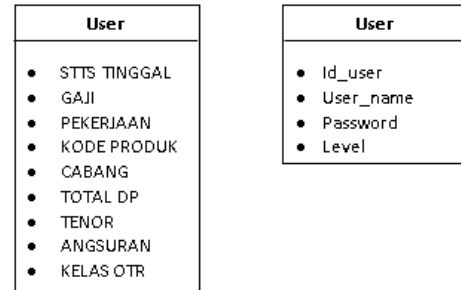 User
STTS TINGGAL
GAJI
PEKERJAAN
KODE PRODUK
CABANG
TOTAL DP
TENOR
ANGSURAN
KELAS OTR
User
Id_user
User_name
Password
Level